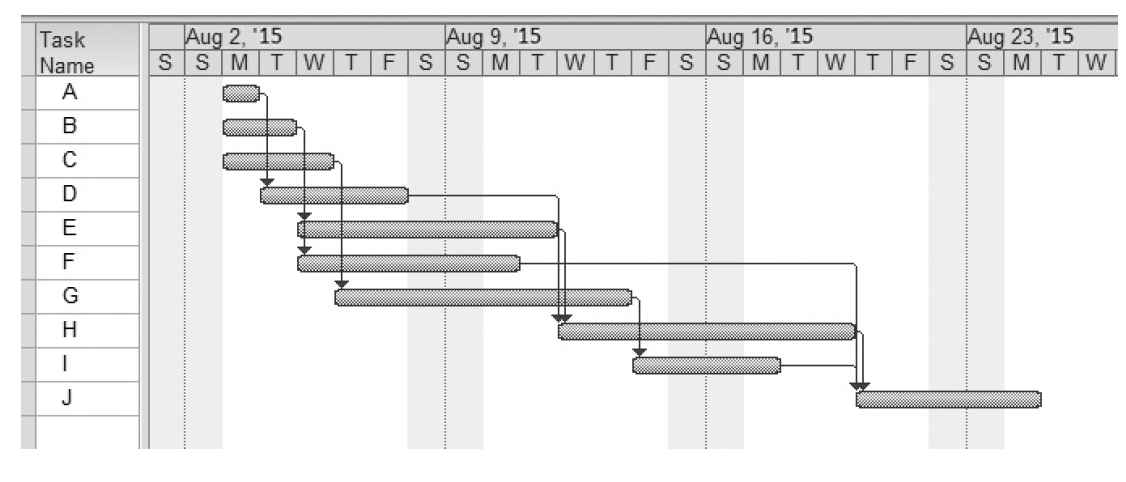 Task Name
Aug 2, '15 Aug 9, '15 Aug 16, '15 Aug 23, '15
S S M T W T F S S M T W T F S S M T W T F S S M T W
A
B
C
D
E
F
G
H
I
J